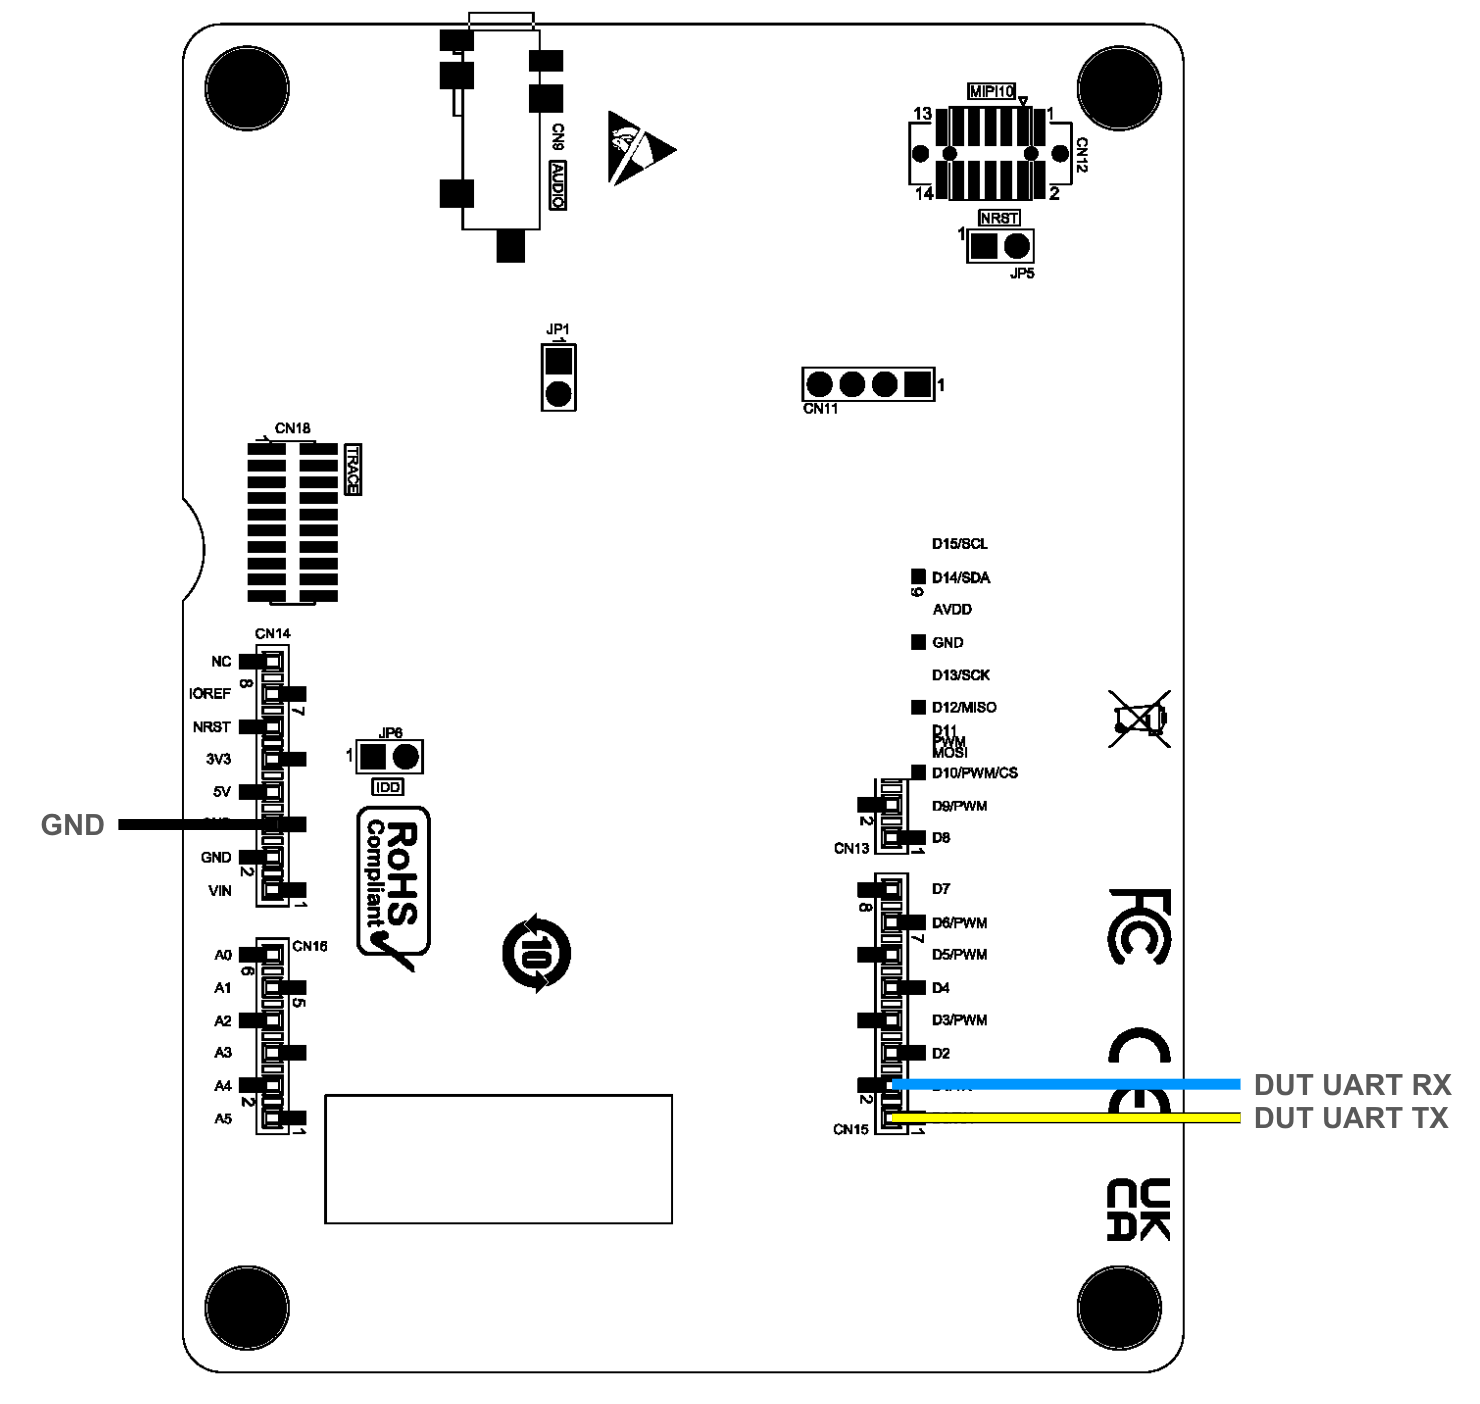 MIPI10
13
1
CN12
CN9
AUDIO
14
2
NRST
1
JP5
JP1
1
1
CN11
CN18
1
TRACE
D15/SCL
D14/SDA
9
AVDD
GND
CN14
D13/SCK
NC
8
IOREF
7
D12/MISO
NRST
D11
PWM
MOSI
JP6
1
3V3
IDD
D10/PWM/CS
5V
D9/PWM
2
GND
D8
CN13
1
GND
2
VIN
1
RoHS
Compliant
D7
8
D6/PWM
7
FC
CN16
A0
6
10
D5/PWM
A1
5
D4
A2
D3/PWM
A3
D2
CE
A4
2
2
DUT UART RX
A5
1
CN15
1
DUT UART TX
UK
CA